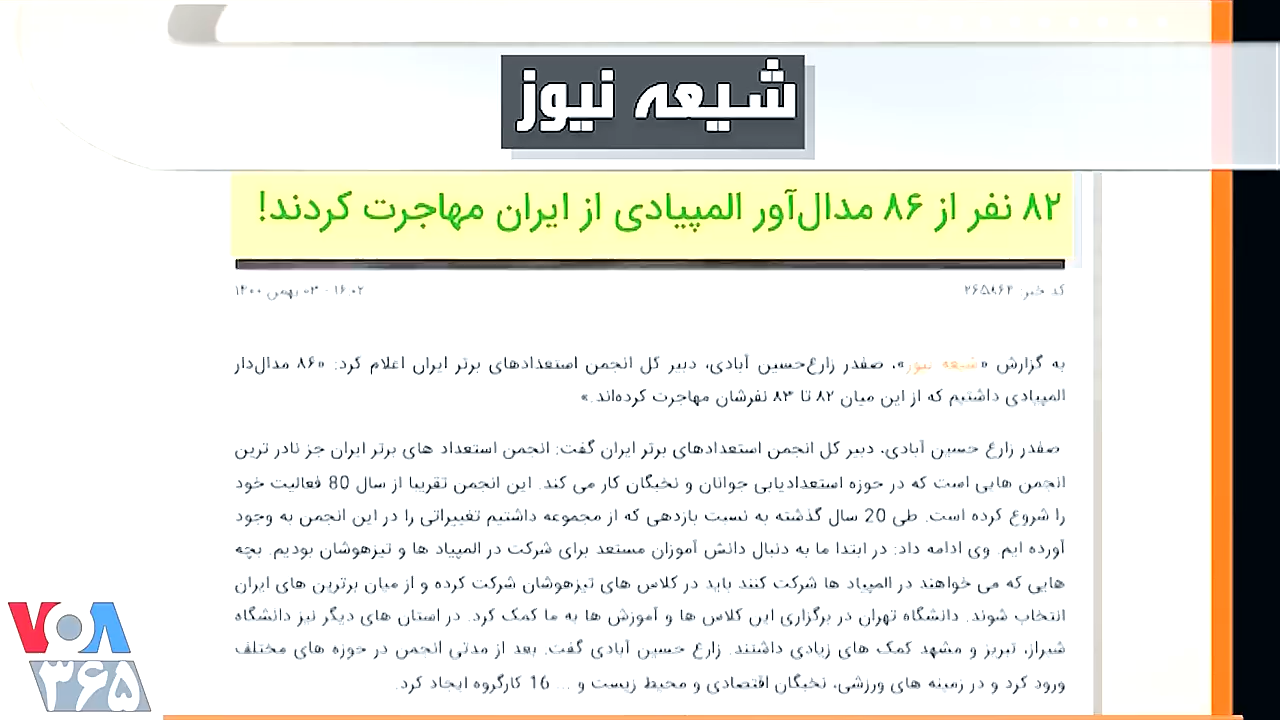 شیعه نیوز
۸۲ نفر از ۸۶ مدال‌آور المپیادی از ایران مهاجرت کردند!
کد خبر: ۲۶۵۸۶۴
۱۶:۰۲ - ۰۳ بهمن ۱۴۰۰
به گزارش «شیعه نیوز»، صفدر زارع‌حسین آبادی، دبیر کل انجمن استعدادهای برتر ایران اعلام کرد: «۸۶ مدال‌دار
المپیادی داشتیم که از این میان ۸۲ تا ۸۳ نفرشان مهاجرت کرده‌اند.»
صفدر زارع حسین آبادی، دبیر کل انجمن استعدادهای برتر ایران گفت: انجمن استعداد های برتر ایران جز نادر ترین
انجمن هایی است که در حوزه استعدادیابی جوانان و نخبگان کار می کند. این انجمن تقریبا از سال 80 فعالیت خود
را شروع کرده است. طی 20 سال گذشته به نسبت بازدهی که از مجموعه داشتیم تغییراتی را در این انجمن به وجود
آورده ایم. وی ادامه داد: در ابتدا ما به دنبال دانش آموزان مستعد برای شرکت در المپیاد ها و تیزهوشان بودیم. بچه
هایی که می خواهند در المپیاد ها شرکت کنند باید در کلاس های تیزهوشان شرکت کرده و از میان برترین های ایران
انتخاب شوند. دانشگاه تهران در برگزاری این کلاس ها و آموزش ها به ما کمک کرد. در استان های دیگر نیز دانشگاه
شیراز، تبریز و مشهد کمک های زیادی داشتند. زارع حسین آبادی گفت: بعد از مدتی انجمن در حوزه های مختلف
ورود کرد و در زمینه های ورزشی، نخبگان اقتصادی و محیط زیست و ... 16 کارگروه ایجاد کرد.
VOA
۳۶۵